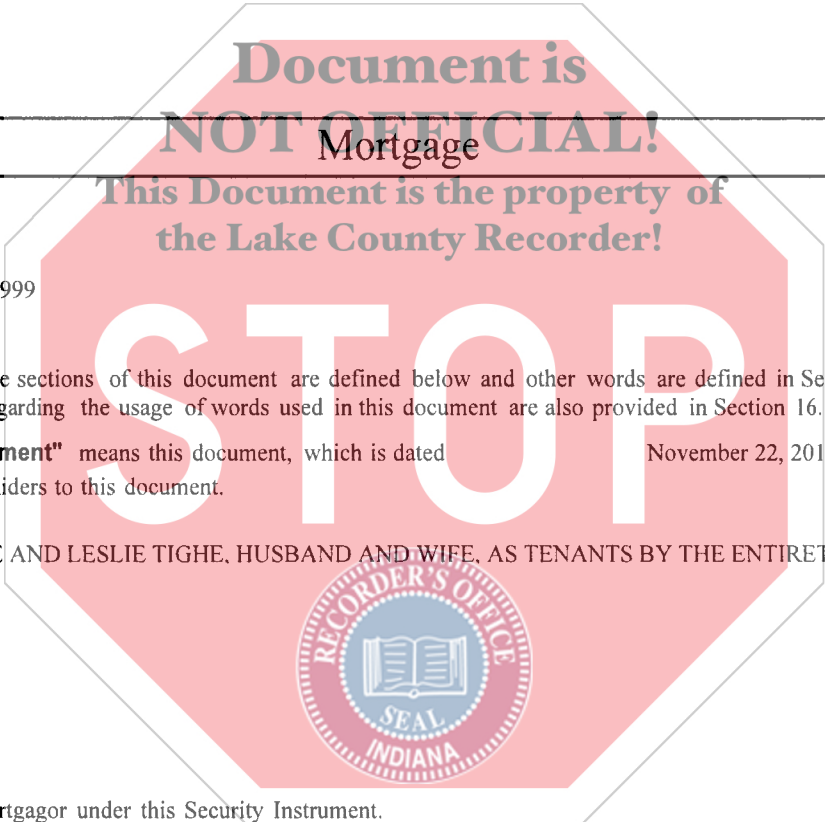 Document is
NOT OFFICIAL!
Mortgage
This Document is the property of
the Lake County Recorder!
999
STOP
e sections of this document are defined below and other words are defined in Se
garding the usage of words used in this document are also provided in Section 16.
ment" means this document, which is dated November 22, 201
iders to this document.
AND LESLIE TIGHE, HUSBAND AND WIFE, AS TENANTS BY THE ENTIRET
RECORDER'S OFFICE
SEAL
INDIANA
rtgagor under this Security Instrument.